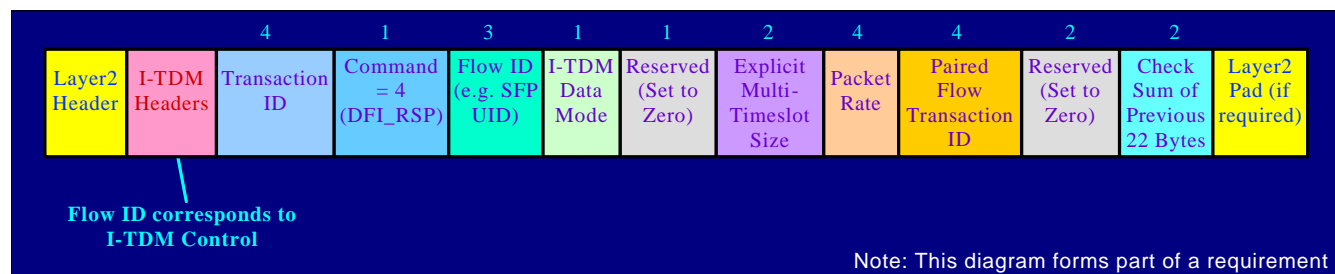 4 1 3 1 1 2 4 4 2 2
Layer2
Header
I-TDM
Headers
Transaction
ID
Command
= 4
(DFI_RSP)
Flow ID
(e.g. SFP
UID)
I-TDM
Data
Mode
Reserved
(Set to
Zero)
Explicit
Multi-
Timeslot
Size
Packet
Rate
Paired
Flow
Transaction
ID
Reserved
(Set to
Zero)
Check
Sum of
Previous
22 Bytes
Layer2
Pad (if
required)
Flow ID corresponds to
I-TDM Control
Note: This diagram forms part of a requirement